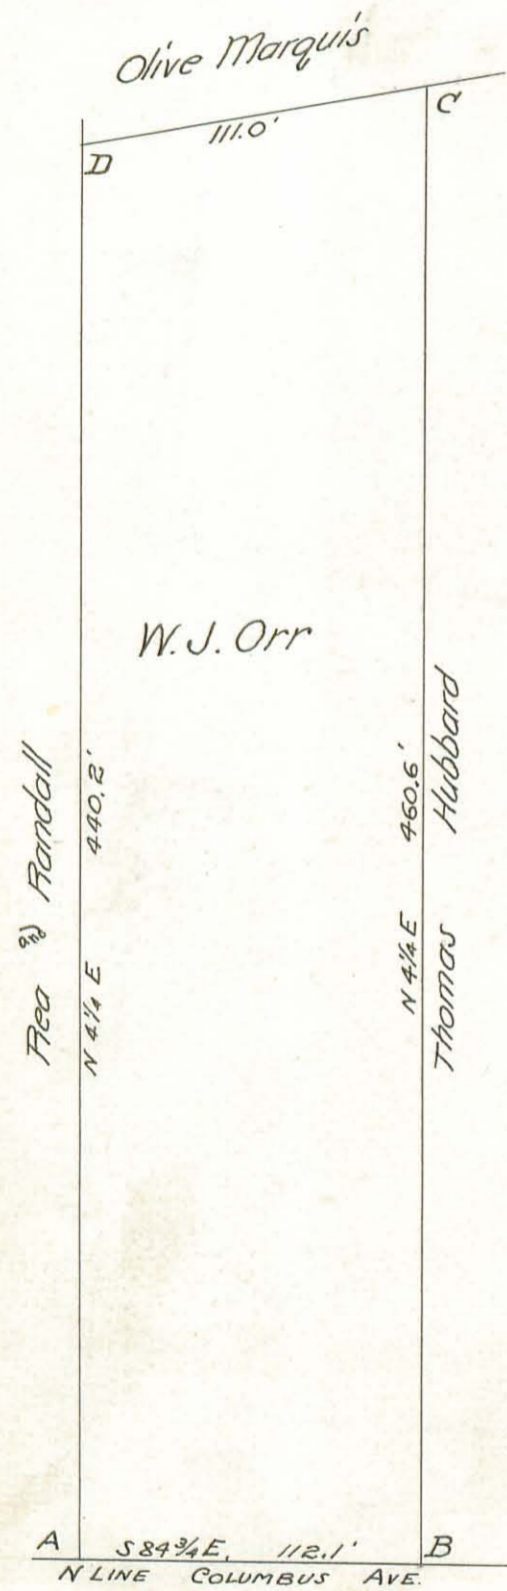 Olive Marquis
C
111.0'
D
W. J. Orr
Rea and Randall
N 4¼ E 440.2'
N 4¼ E 460.6'
Thomas Hubbard
A S 84¾ E. 112.1' B
N LINE COLUMBUS AVE.